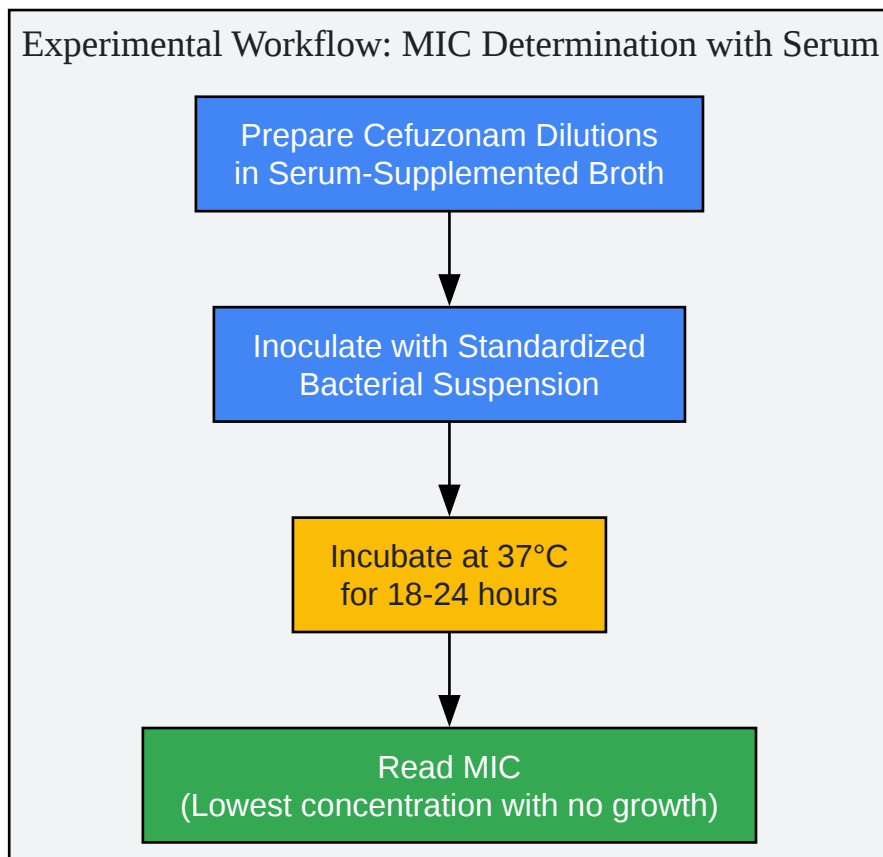 Experimental Workflow: MIC Determination with Serum
Prepare Cefuzonam Dilutions
in Serum-Supplemented Broth
Inoculate with Standardized
Bacterial Suspension
Incubate at 37°C
for 18-24 hours
Read MIC
(Lowest concentration with no growth)